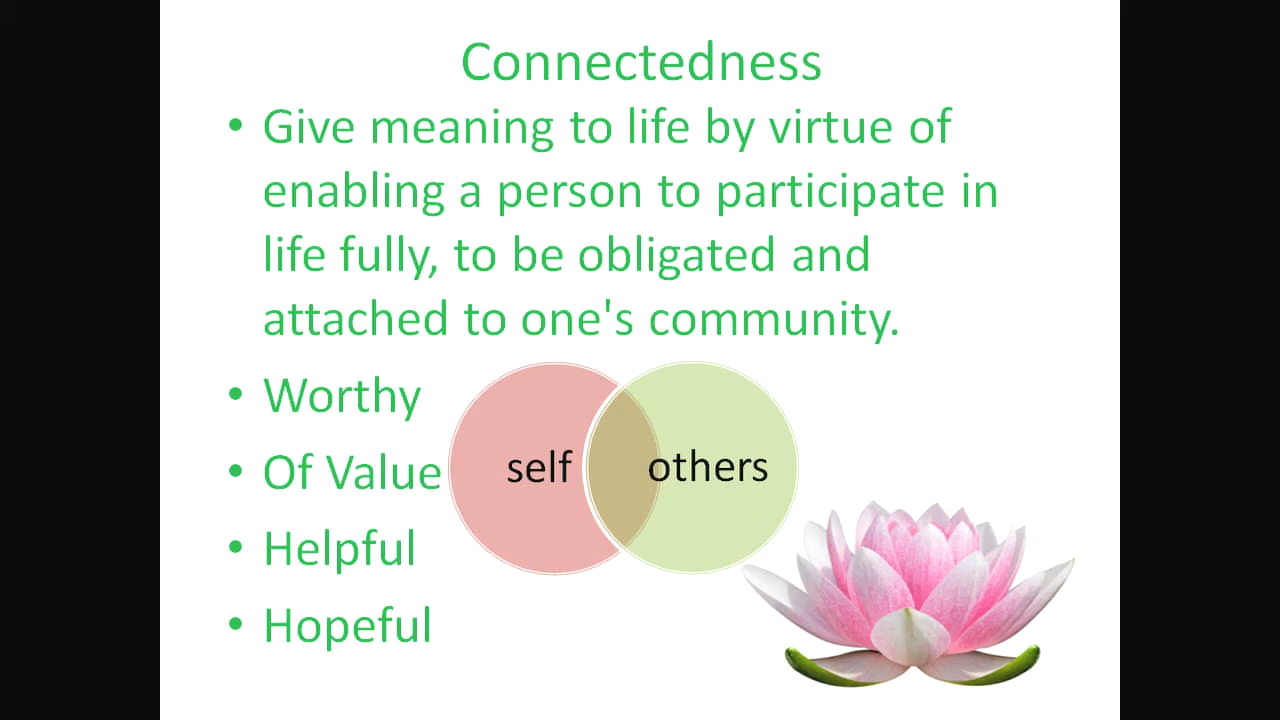 Connectedness
• Give meaning to life by virtue of
enabling a person to participate in
life fully, to be obligated and
attached to one's community.
• Worthy
• Of Value
• Helpful
• Hopeful
self
others